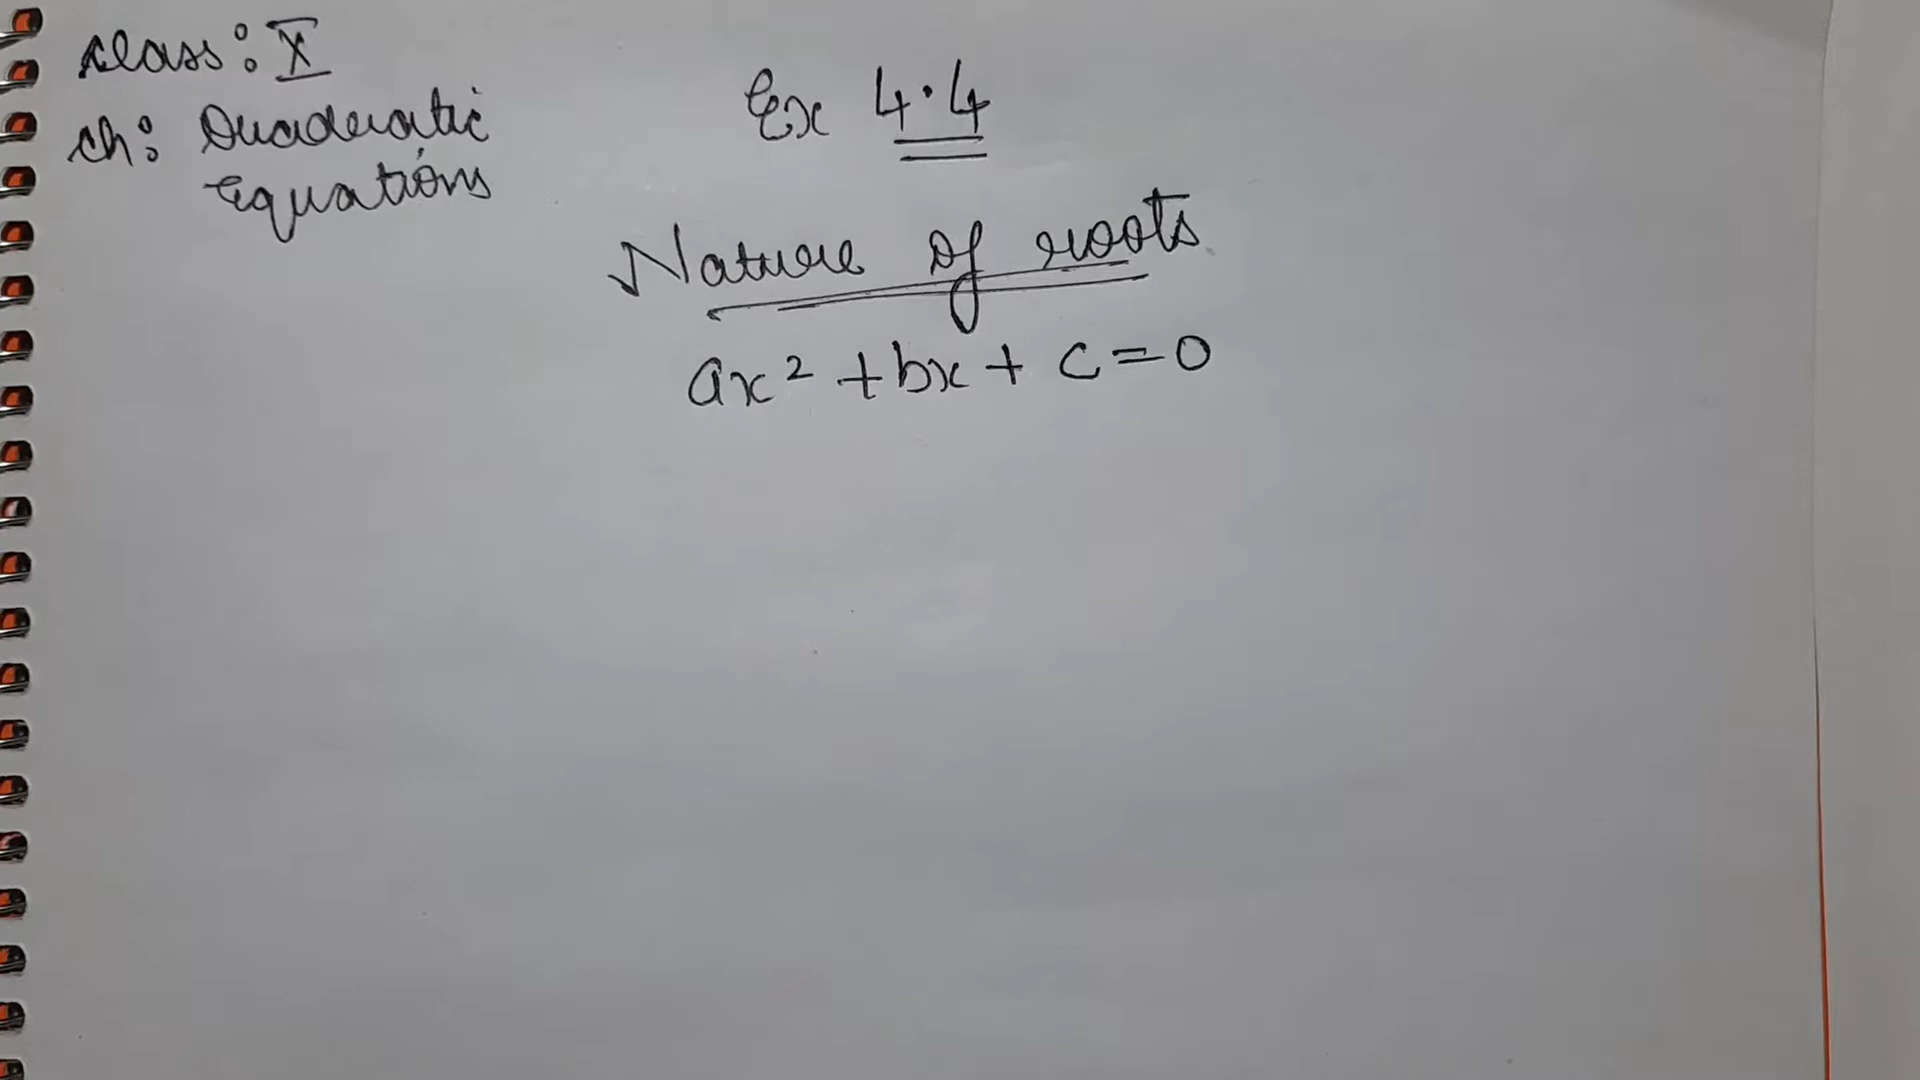 class: X
ch: Quadratic
Equations
Ex 4.4
Nature of roots
ax² + bx + c = 0